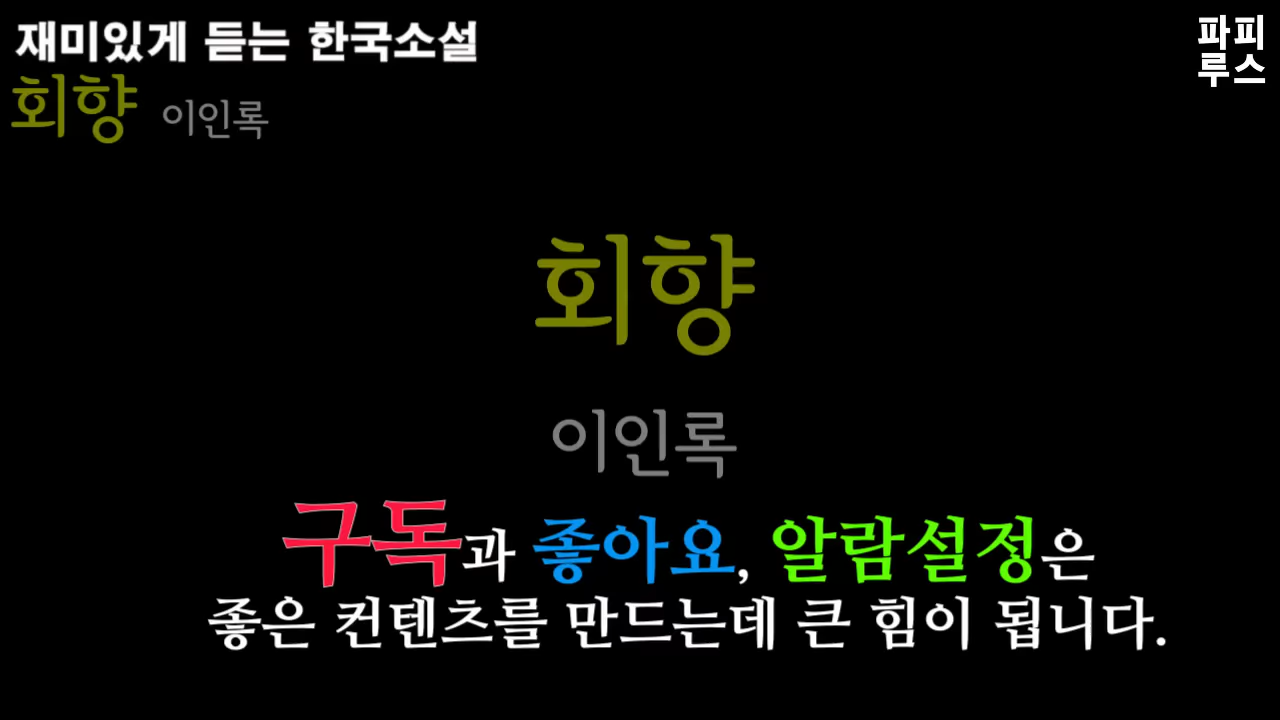 재미있게 듣는 한국소설
파피
루스
회향 이인록
회향
이인록
구독과 좋아요, 알람설정은
좋은 컨텐츠를 만드는데 큰 힘이 됩니다.